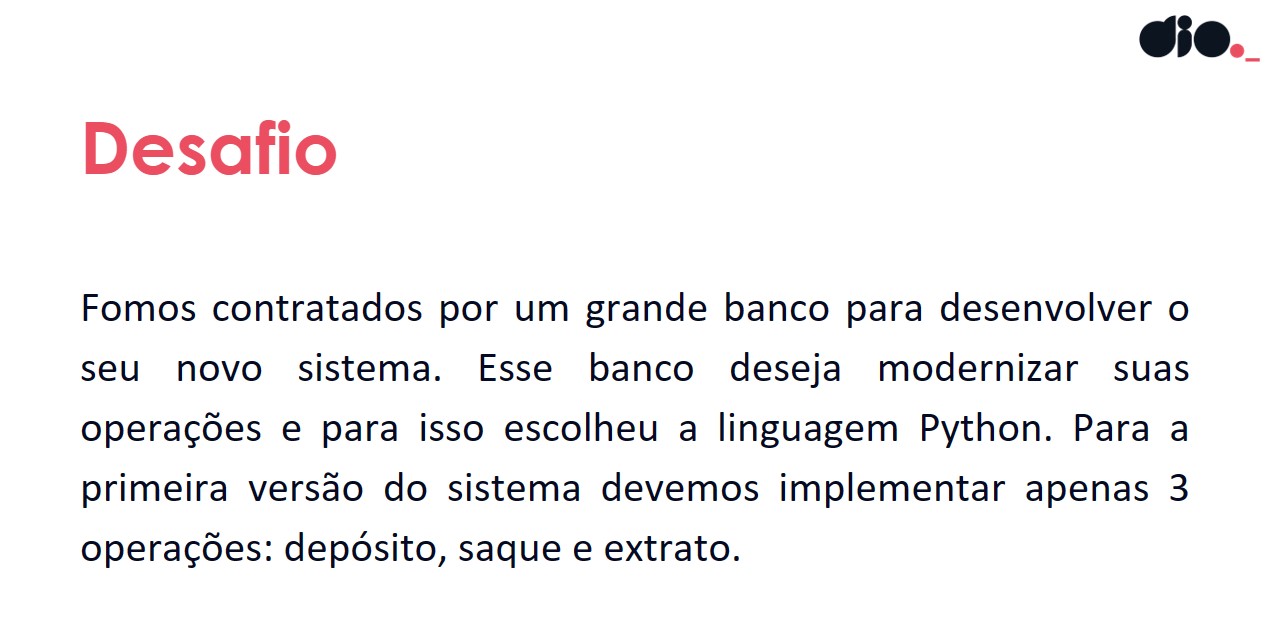 dio._
Desafio
Fomos contratados por um grande banco para desenvolver o
seu novo sistema. Esse banco deseja modernizar suas
operações e para isso escolheu a linguagem Python. Para a
primeira versão do sistema devemos implementar apenas 3
operações: depósito, saque e extrato.